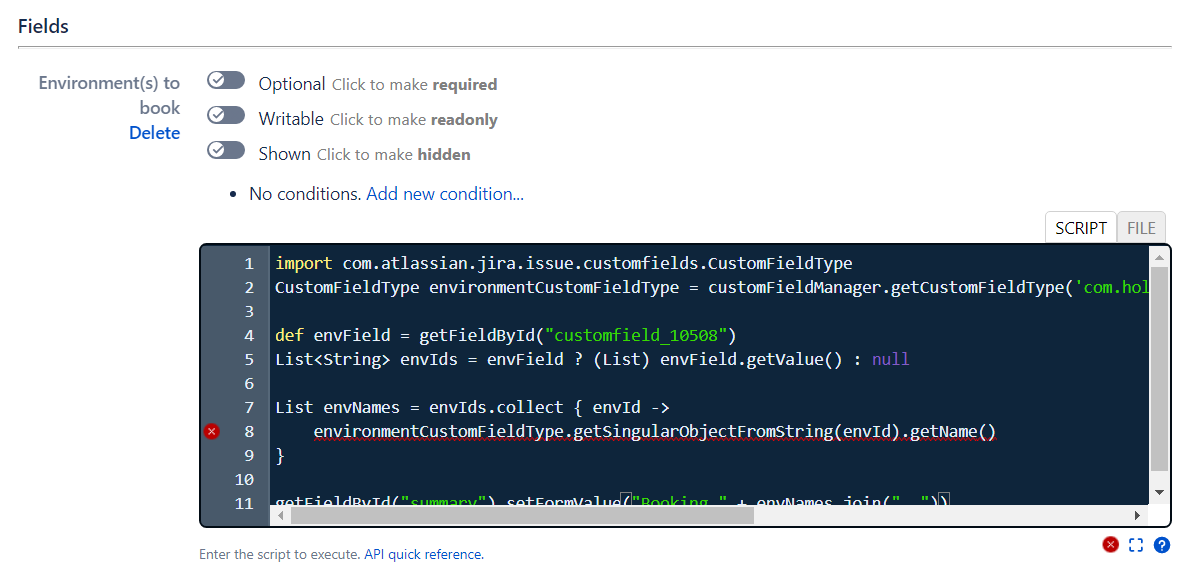 Fields
Environment(s) to
book
Delete
Optional Click to make required
Writable Click to make readonly
Shown Click to make hidden
• No conditions. Add new condition...
SCRIPT FILE
1 import com.atlassian.jira.issue.customfields.CustomFieldType
2 CustomFieldType environmentCustomFieldType = customFieldManager.getCustomFieldType('com.hol
3
4 def envField = getFieldById("customfield_10508")
5 List<String> envIds = envField ? (List) envField.getValue() : null
6
7 List envNames = envIds.collect { envId ->
8 environmentCustomFieldType.getSingularObjectFromString(envId).getName()
9 }
10
11 getFieldById("summary").setFormValue("Booking " + envNames.join(", "))
Enter the script to execute. API quick reference.